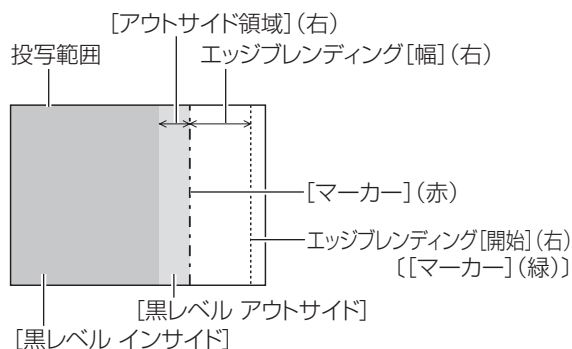 [アウトサイド領域](右)
投写範囲
エッジブレンディング[幅](右)
[マーカー](赤)
エッジブレンディング[開始](右)
〔[マーカー](緑)〕
[黒レベル アウトサイド]
[黒レベル インサイド]